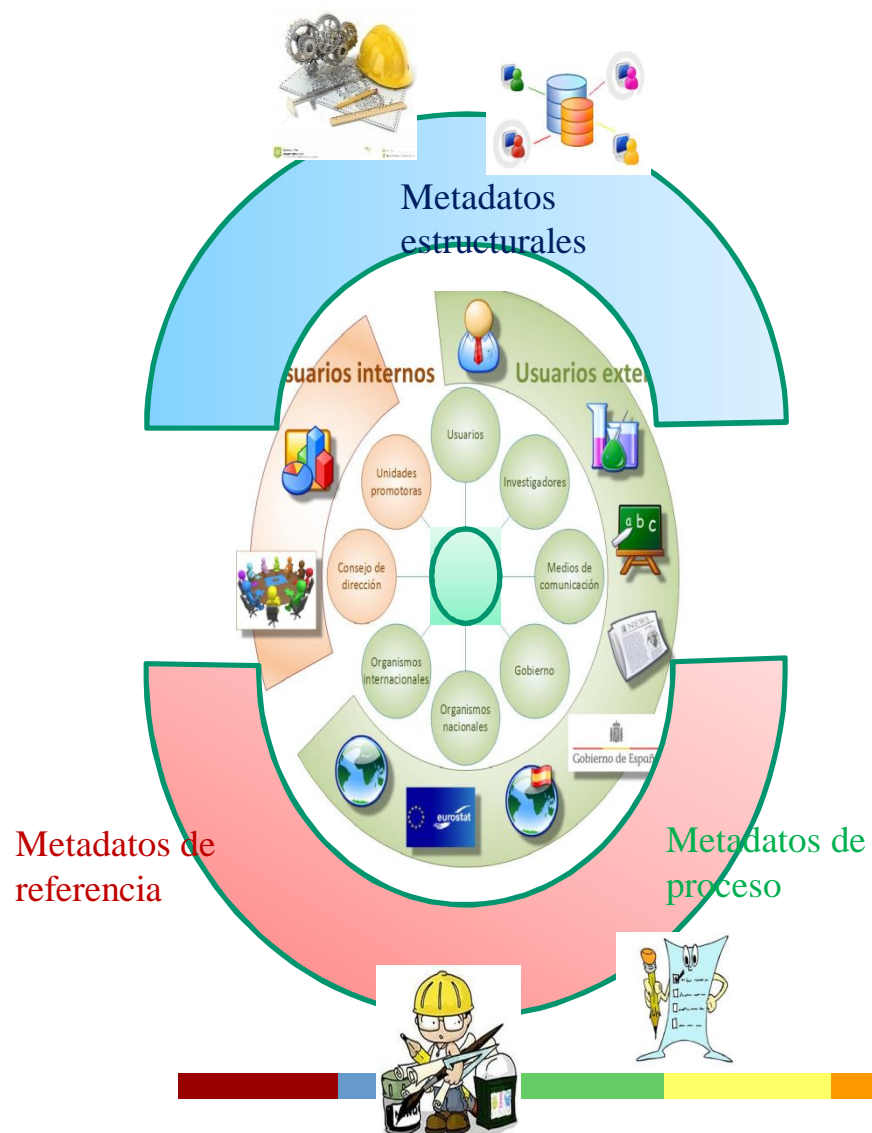 Metadatos
estructurales
suarios internos
Usuarios exte
Usuarios
Unidades
promotoras
Investigadores
a b c
Consejo de
dirección
Medios de
comunicación
NEWS
Organismos
internacionales
Gobierno
Organismos
nacionales
Gobierno de Españ
eurostat
Metadatos de
referencia
Metadatos de
proceso